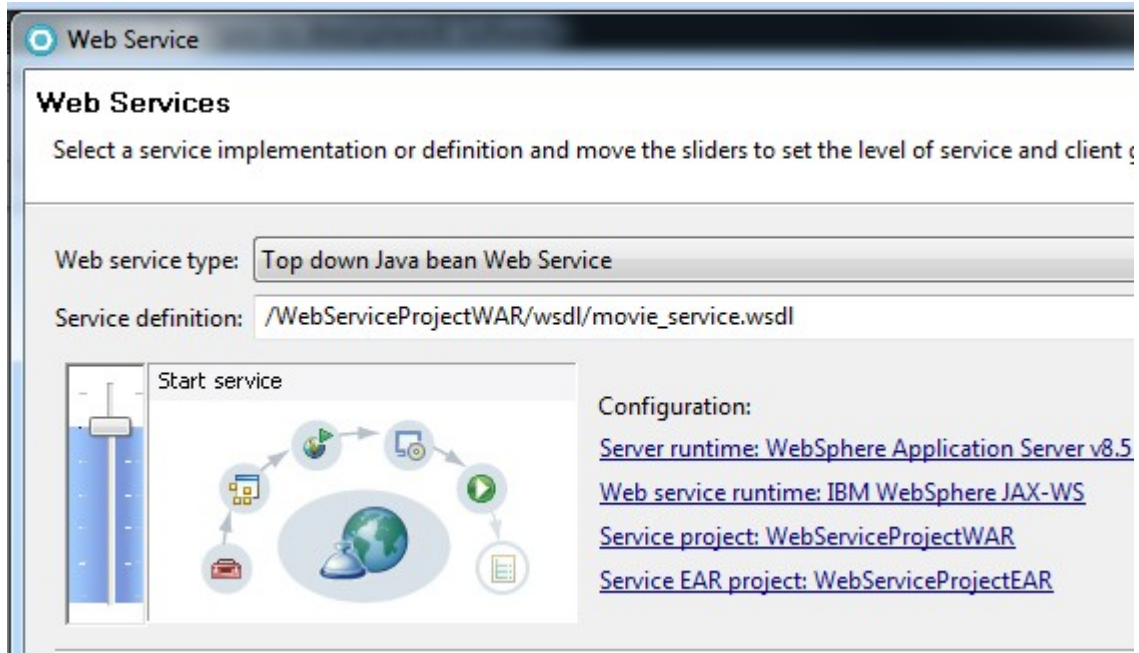 Web Service
Web Services
Select a service implementation or definition and move the sliders to set the level of service and client
Web service type: Top down Java bean Web Service
Service definition: /WebServiceProjectWAR/wsdl/movie_service.wsdl
Start service
Configuration:
Server runtime: WebSphere Application Server v8.5
Web service runtime: IBM WebSphere JAX-WS
Service project: WebServiceProjectWAR
Service EAR project: WebServiceProjectEAR